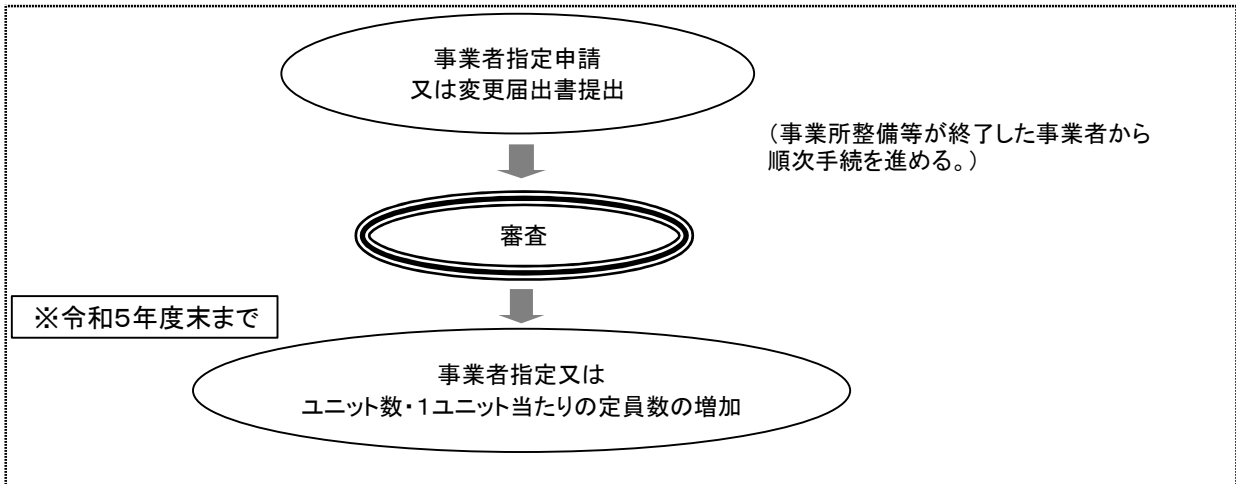 事業者指定申請
又は変更届出書提出
（事業所整備等が終了した事業者から
順次手続を進める。）
審査
※令和５年度末まで
事業者指定又は
ユニット数・１ユニット当たりの定員数の増加